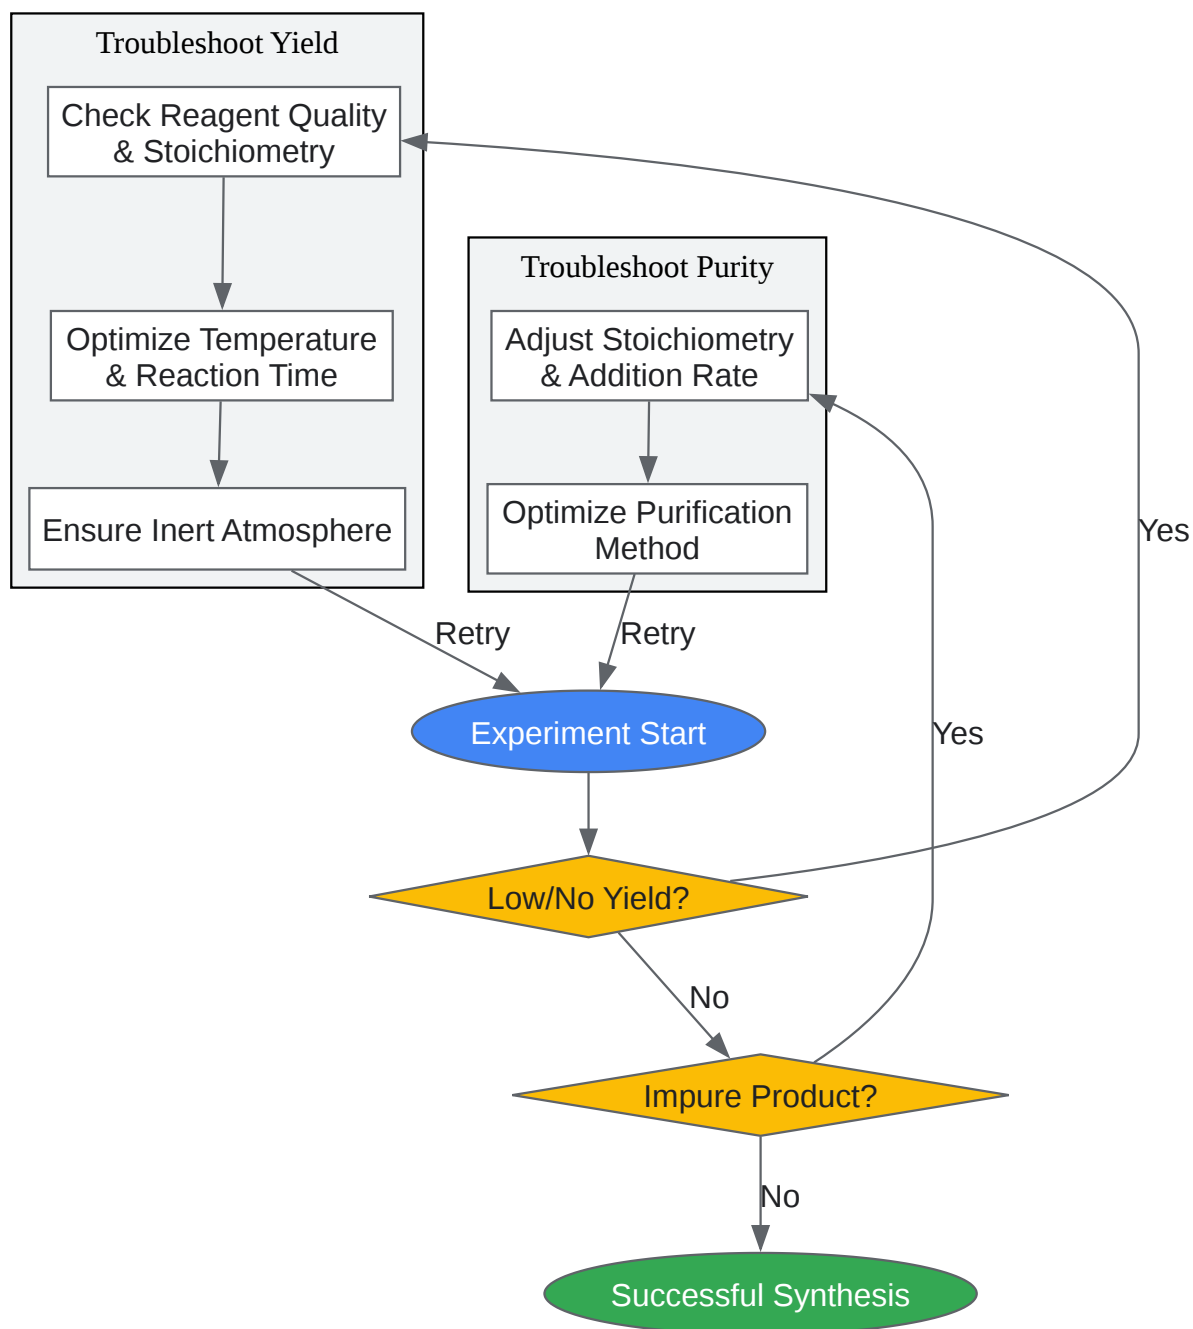 Troubleshoot Yield
Check Reagent Quality
& Stoichiometry
Optimize Temperature
& Reaction Time
Ensure Inert Atmosphere
Troubleshoot Purity
Adjust Stoichiometry
& Addition Rate
Optimize Purification
Method
Yes
Retry
Retry
Experiment Start
Yes
Low/No Yield?
No
Impure Product?
No
Successful Synthesis